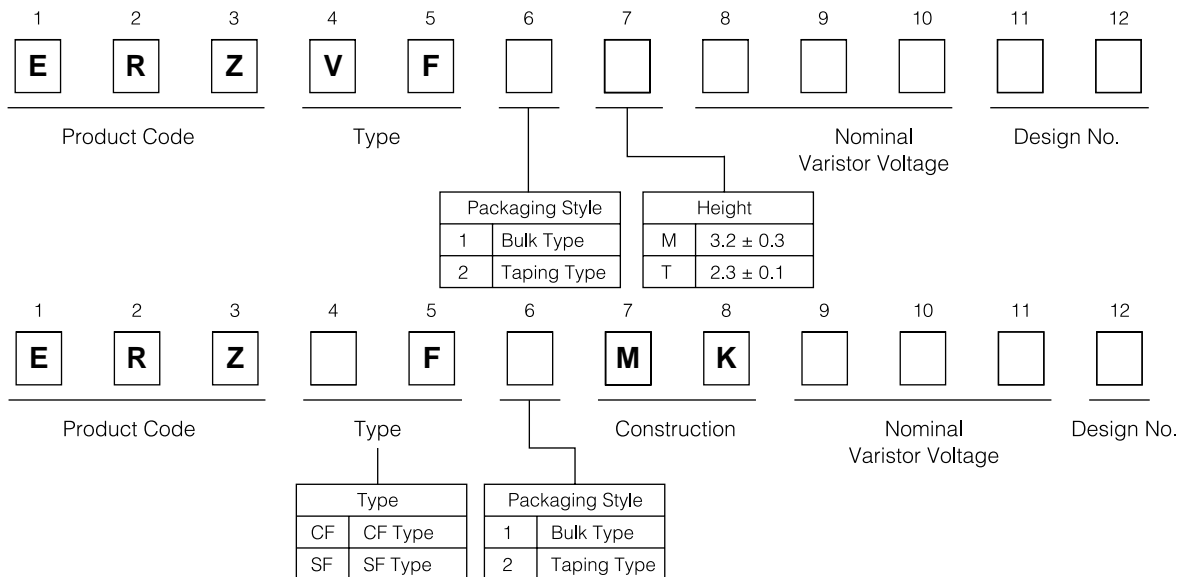 1 2 3 4 5 6 7 8 9 10 11 12
E R Z V F
Product Code Type Nominal Varistor Voltage Design No.
Packaging Style
1 Bulk Type
2 Taping Type
Height
M 3.2 ± 0.3
T 2.3 ± 0.1
1 2 3 4 5 6 7 8 9 10 11 12
E R Z F M K
Product Code Type Construction Nominal Varistor Voltage Design No.
Type
CF CF Type
SF SF Type
Packaging Style
1 Bulk Type
2 Taping Type